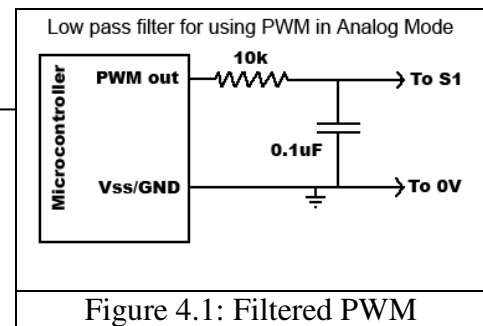 Low pass filter for using PWM in Analog Mode
10k
Microcontroller
PWM out
To S1
0.1uF
Vss/GND
To 0V
Figure 4.1: Filtered PWM